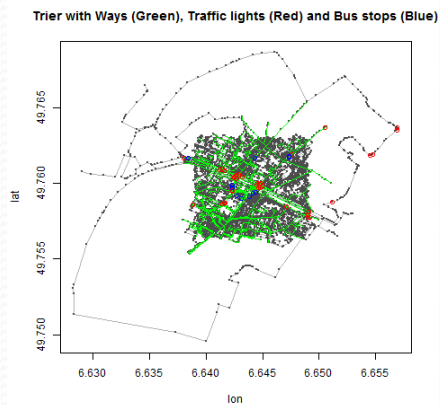 Trier with Ways (Green), Traffic lights (Red) and Bus stops (Blue)
lat
49.765
49.760
49.755
49.750
6.630 6.635 6.640 6.645 6.650 6.655
lon